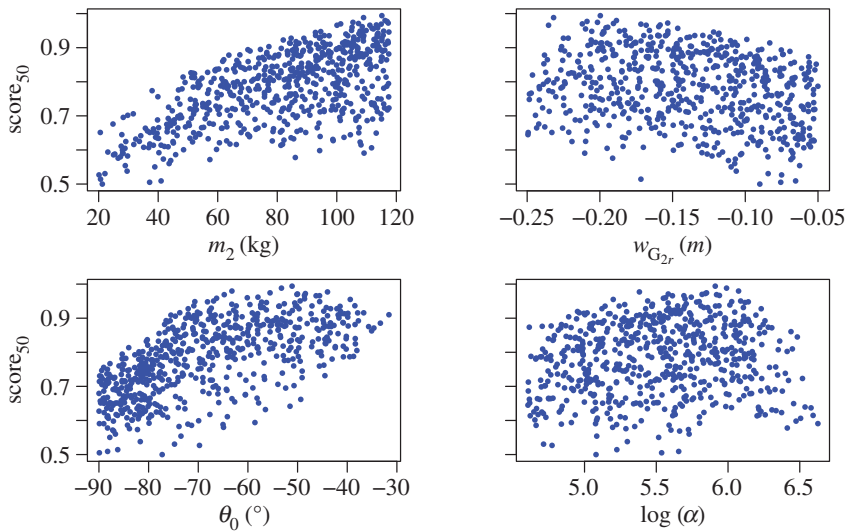 score50
0.9
0.7
0.5
20 40 60 80 100 120
m2 (kg)
−0.25 −0.20 −0.15 −0.10 −0.05
wG2r (m)
score50
0.9
0.7
0.5
−90 −80 −70 −60 −50 −40 −30
θ0 (°)
5.0 5.5 6.0 6.5
log (α)